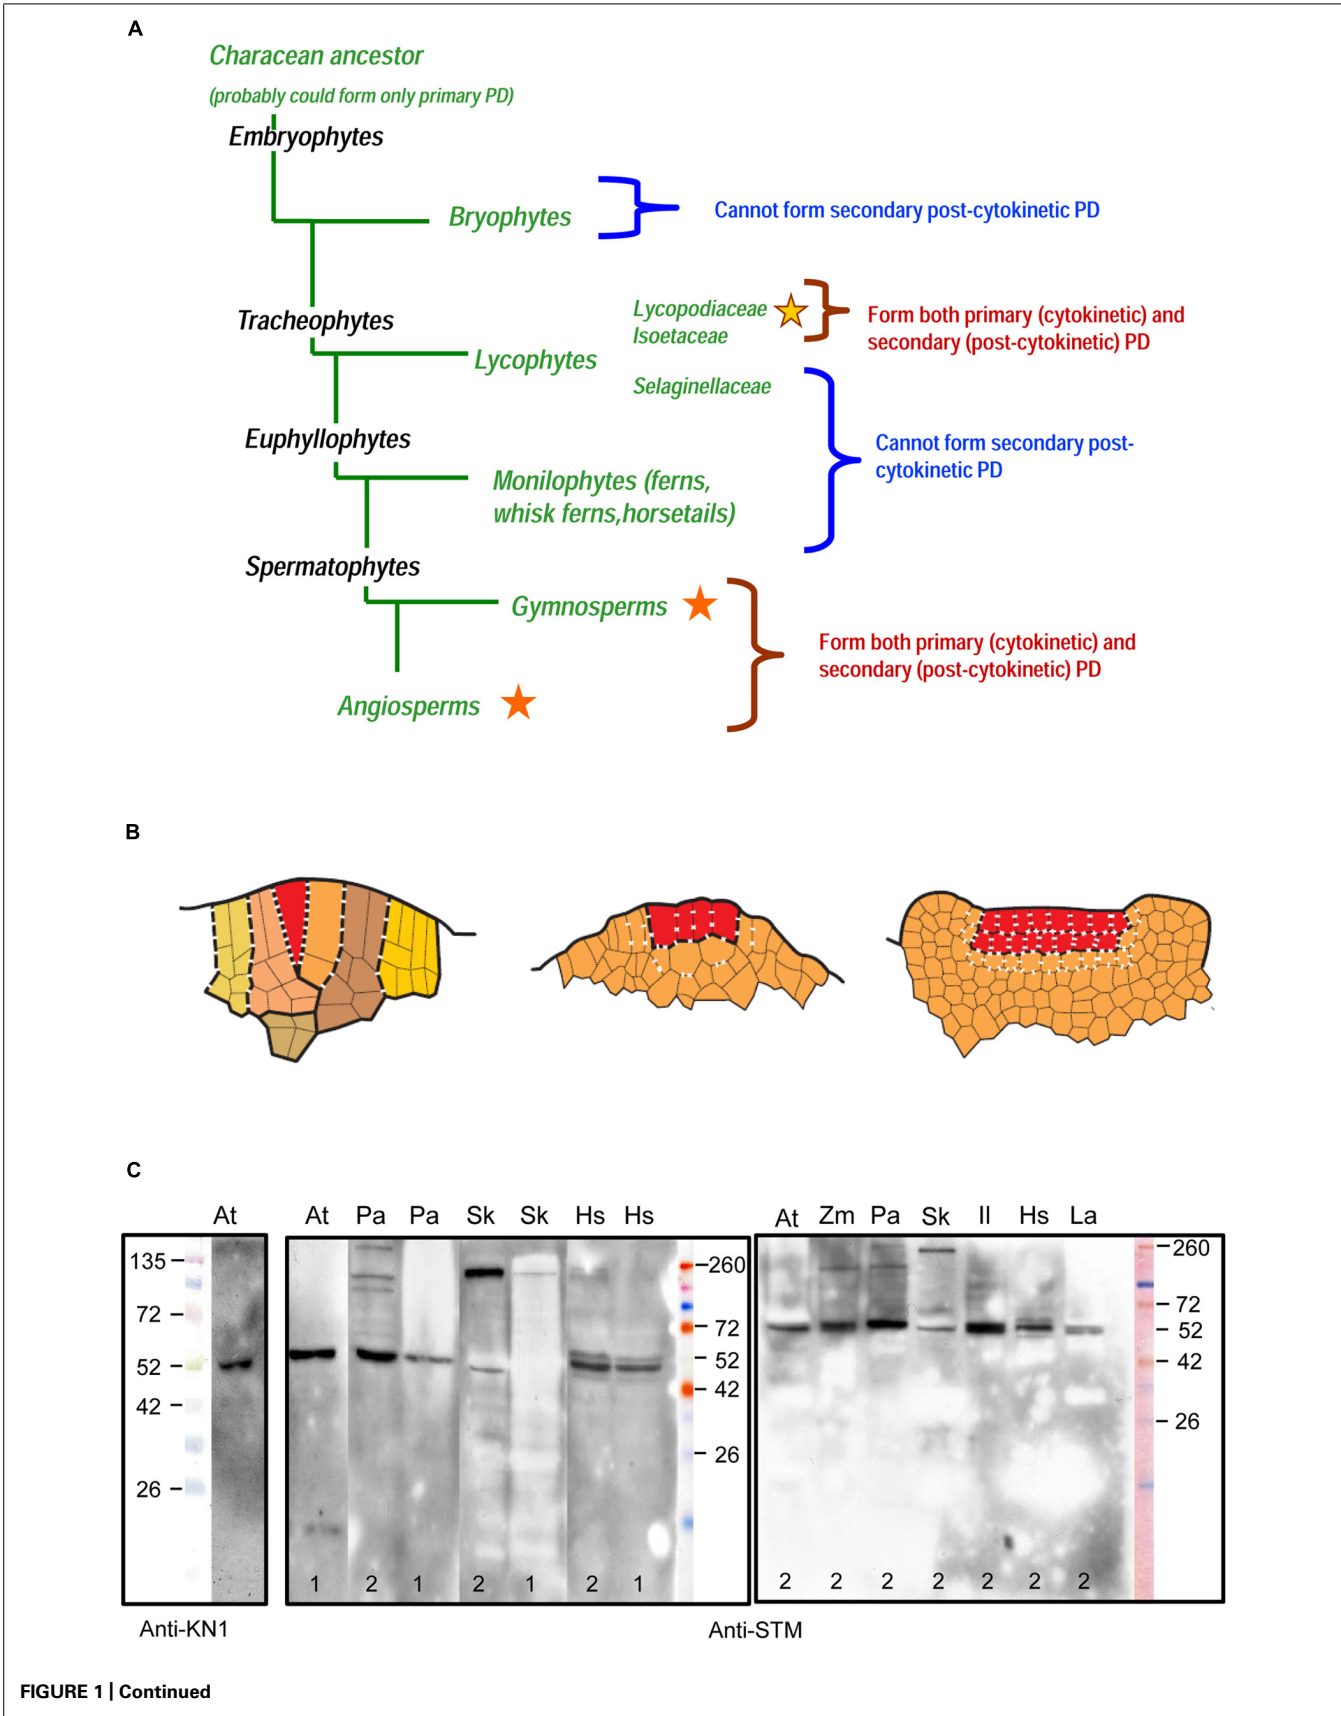 A
Characean ancestor
(probably could form only primary PD)
Embryophytes
Bryophytes
Cannot form secondary post-cytokinetic PD
Tracheophytes
Lycopodiaceae
Isoetaceae
Form both primary (cytokinetic) and
secondary (post-cytokinetic) PD
Lycophytes
Selaginellaceae
Euphyllophytes
Cannot form secondary post-
cytokinetic PD
Monilophytes (ferns,
whisk ferns,horsetails)
Spermatophytes
Gymnosperms
Form both primary (cytokinetic) and
secondary (post-cytokinetic) PD
Angiosperms
B
C
At
135
72
52
42
26
Anti-KN1
At Pa Pa Sk Sk Hs Hs
260
72
52
42
26
1 2 1 2 1 2 1
At Zm Pa Sk Il Hs La
260
72
52
42
26
2 2 2 2 2 2 2
Anti-STM
FIGURE 1 | Continued